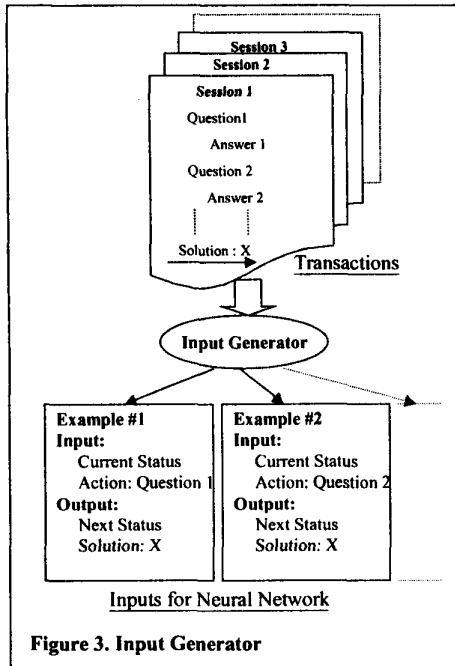 Session 3
Session 2
Session 1
Question1
Answer 1
Question 2
Answer 2
Solution : X
Transactions
Input Generator
Example #1
Input:
Current Status
Action: Question 1
Output:
Next Status
Solution: X
Example #2
Input:
Current Status
Action: Question 2
Output:
Next Status
Solution: X
Inputs for Neural Network
Figure 3. Input Generator